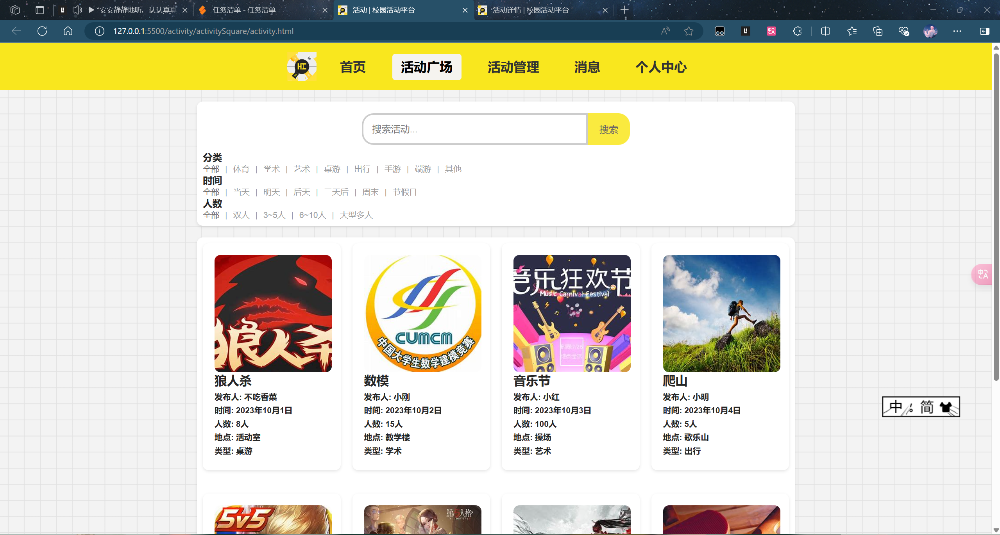 “安安静静地听，认认真真
任务清单 - 任务清单
活动 | 校园活动平台
活动详情 | 校园活动平台
127.0.0.1:5500/activity/activitySquare/activity.html
HI
首页 活动广场 活动管理 消息 个人中心
搜索活动... 搜索
分类
全部 | 体育 | 学术 | 艺术 | 桌游 | 出行 | 手游 | 端游 | 其他
时间
全部 | 当天 | 明天 | 后天 | 三天后 | 周末 | 节假日
人数
全部 | 双人 | 3~5人 | 6~10人 | 大型多人
狼人杀
狼人杀
发布人: 不吃香菜
时间: 2023年10月1日
人数: 8人
地点: 活动室
类型: 桌游
CUMCM
中国大学生数学建模竞赛
数模
发布人: 小刚
时间: 2023年10月2日
人数: 15人
地点: 教学楼
类型: 学术
音乐狂欢节
Music Carnival Festival
时间:7/26
地点:全球
音乐节
发布人: 小红
时间: 2023年10月3日
人数: 100人
地点: 操场
类型: 艺术
爬山
发布人: 小明
时间: 2023年10月4日
人数: 5人
地点: 歌乐山
类型: 出行
中 简
5v5
第5人格
IDENTITY V